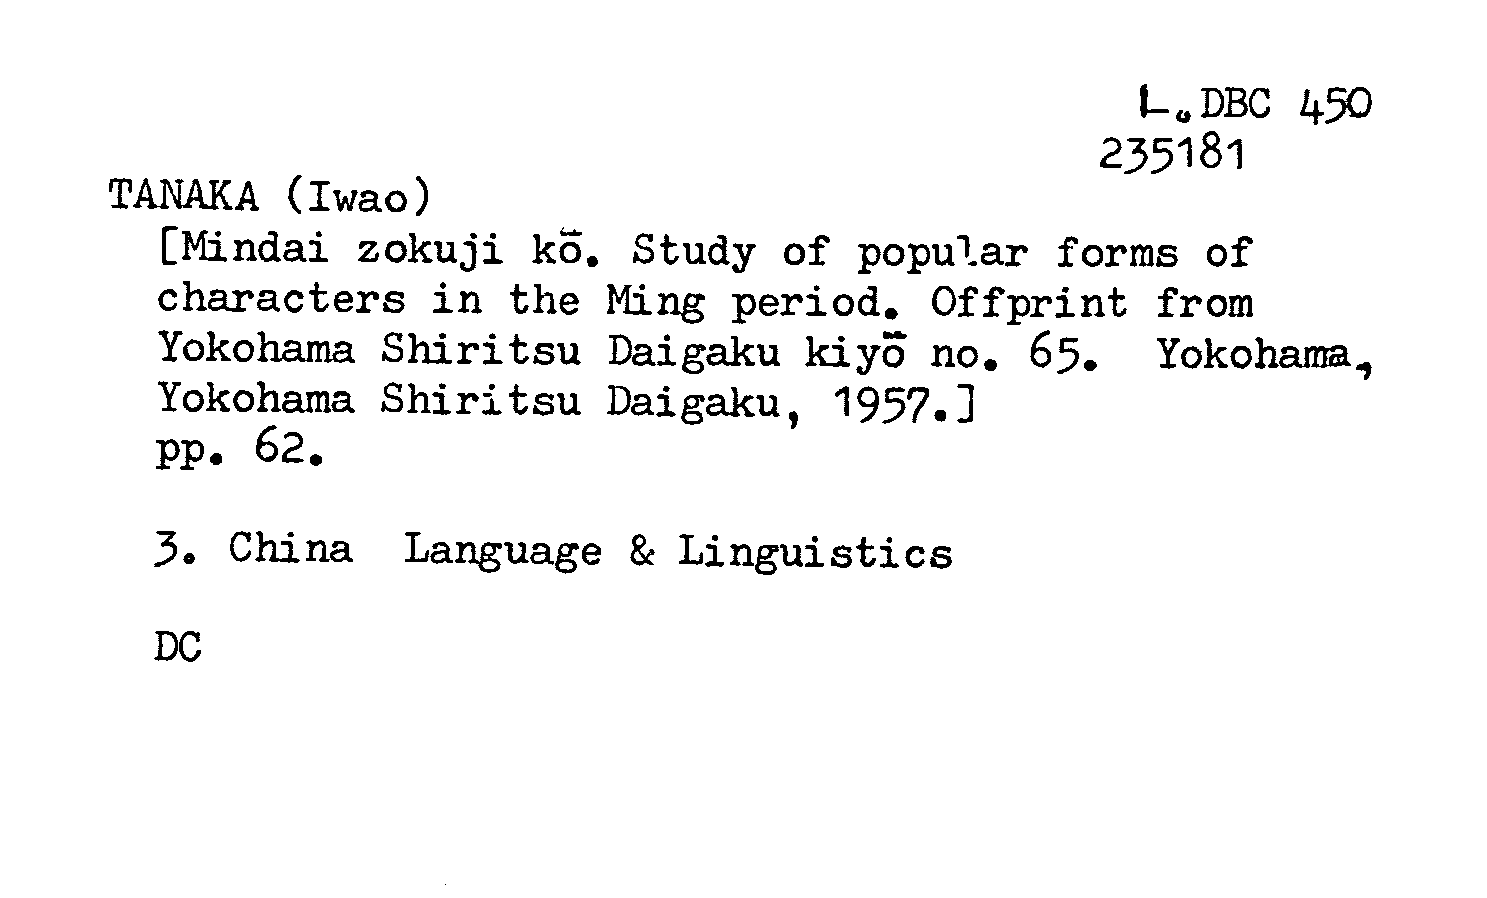 L. DBC 450
235181
TANAKA (Iwao)
[Mindai zokuji kō. Study of popular forms of
characters in the Ming period. Offprint from
Yokohama Shiritsu Daigaku kiyō no. 65. Yokohama,
Yokohama Shiritsu Daigaku, 1957.]
pp. 62.
3. China Language & Linguistics
DC